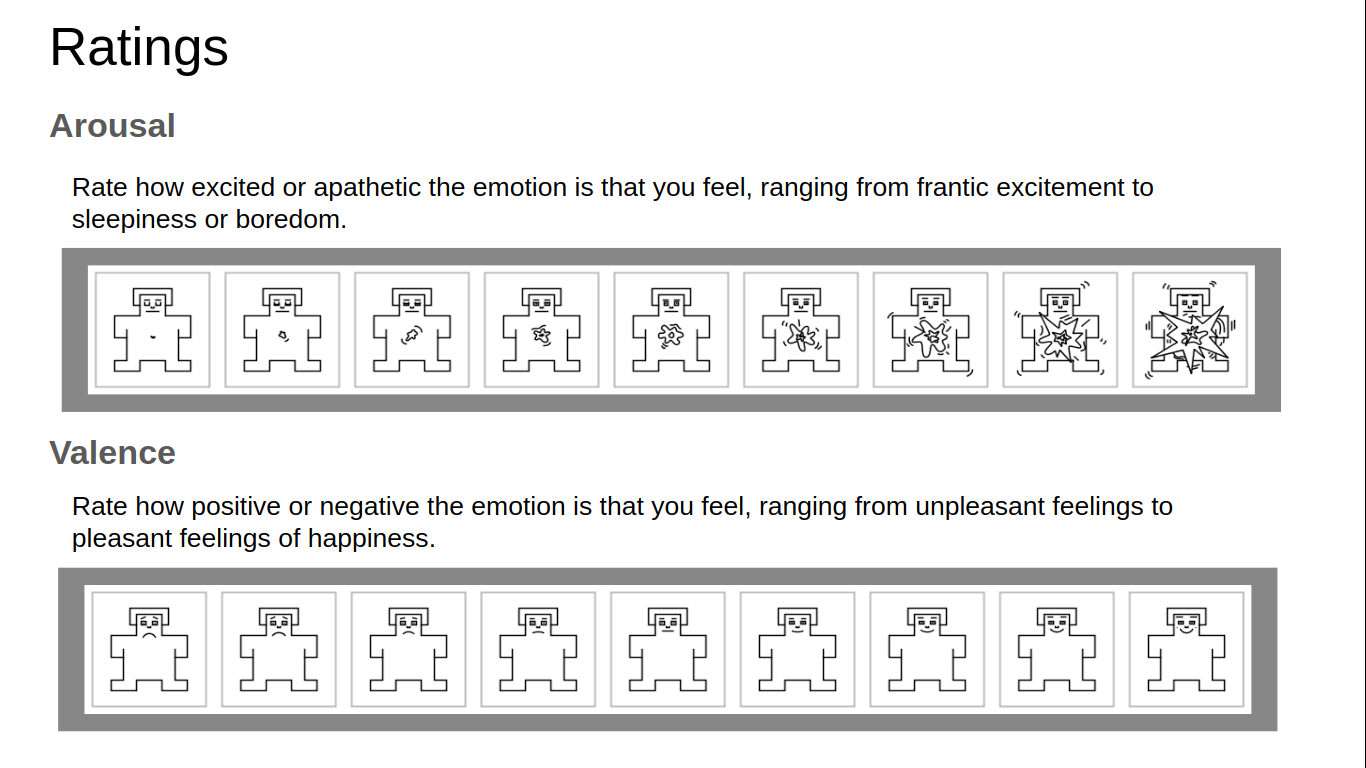 Ratings
Arousal
Rate how excited or apathetic the emotion is that you feel, ranging from frantic excitement to
sleepiness or boredom.
Valence
Rate how positive or negative the emotion is that you feel, ranging from unpleasant feelings to
pleasant feelings of happiness.